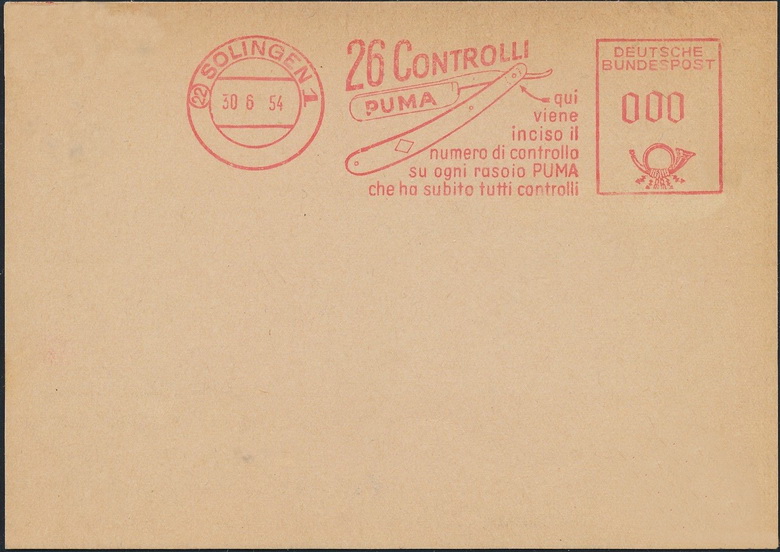 (22) SOLINGEN 1
30 6 54
26 CONTROLLI
PUMA
qui
viene
inciso il
numero di controllo
su ogni rasoio PUMA
che ha subito tutti controlli
DEUTSCHE
BUNDESPOST
000